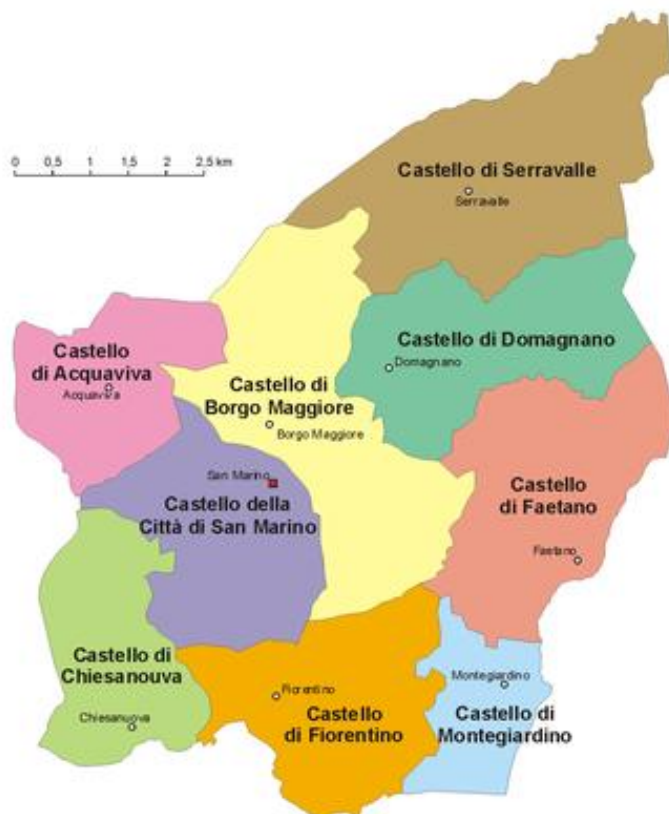 0 1,25 1,5 2 2,5 km
Castello di Serravalle
Serravalle
Castello di Domagnano
Domagnano
Castello
di Acquaviva
Acquaviva
Castello di
Borgo Maggiore
Borgo Maggiore
San Marino
Castello della
Città di San Marino
Castello
di Faetano
Faetano
Castello di
Chiesanouva
Chiesanuova
Fiorentino
Castello
di Fiorentino
Montegiardino
Castello di
Montegiardino